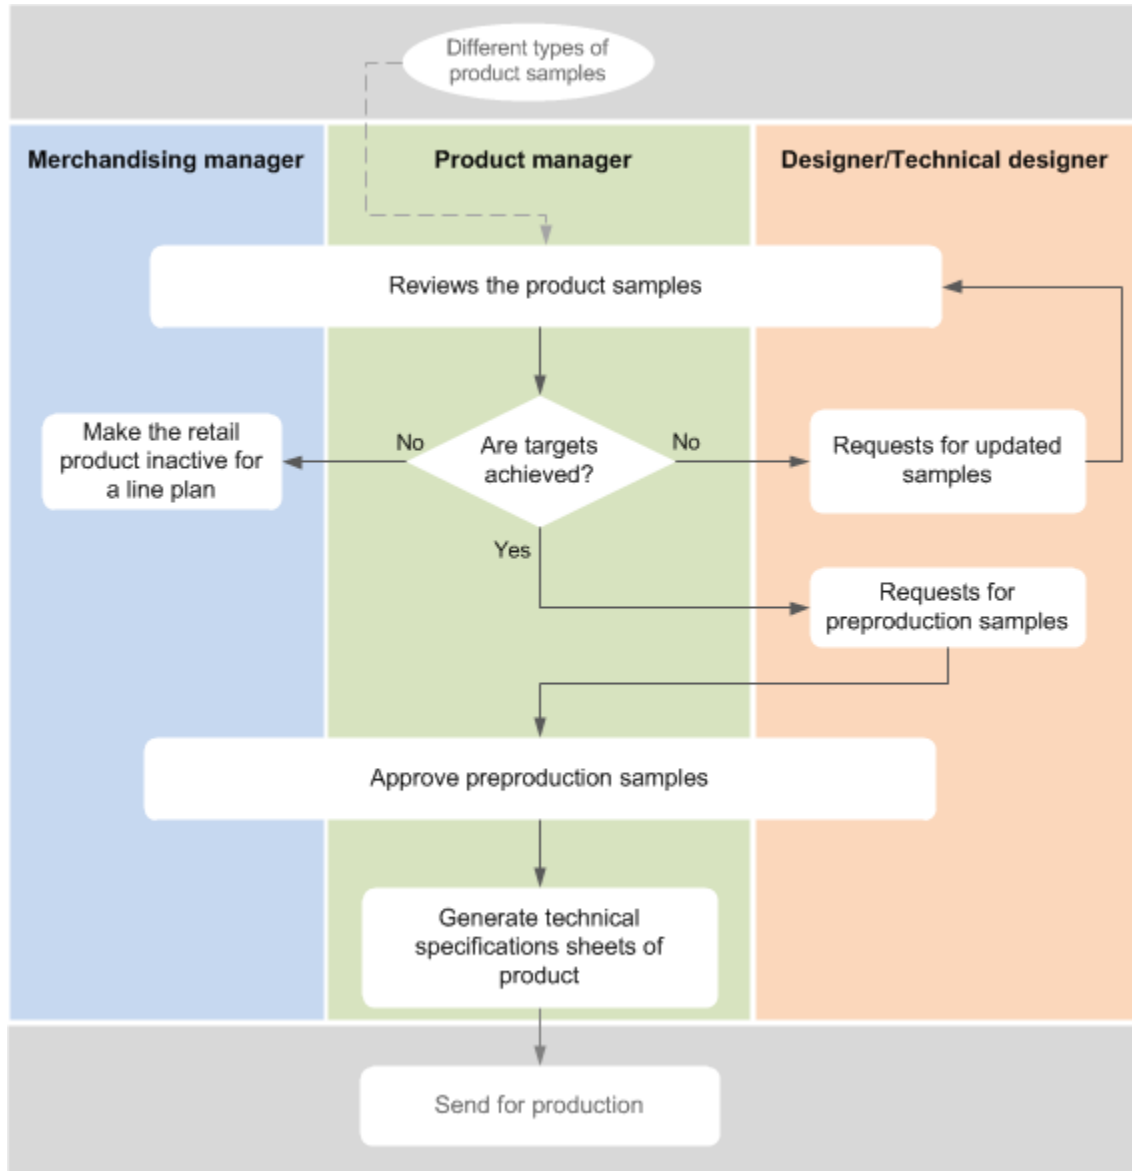 Different types of
product samples
Merchandising manager
Product manager
Designer/Technical designer
Reviews the product samples
Make the retail
product inactive for
a line plan
No
Are targets
achieved?
No
Requests for updated
samples
Yes
Requests for
preproduction samples
Approve preproduction samples
Generate technical
specifications sheets of
product
Send for production